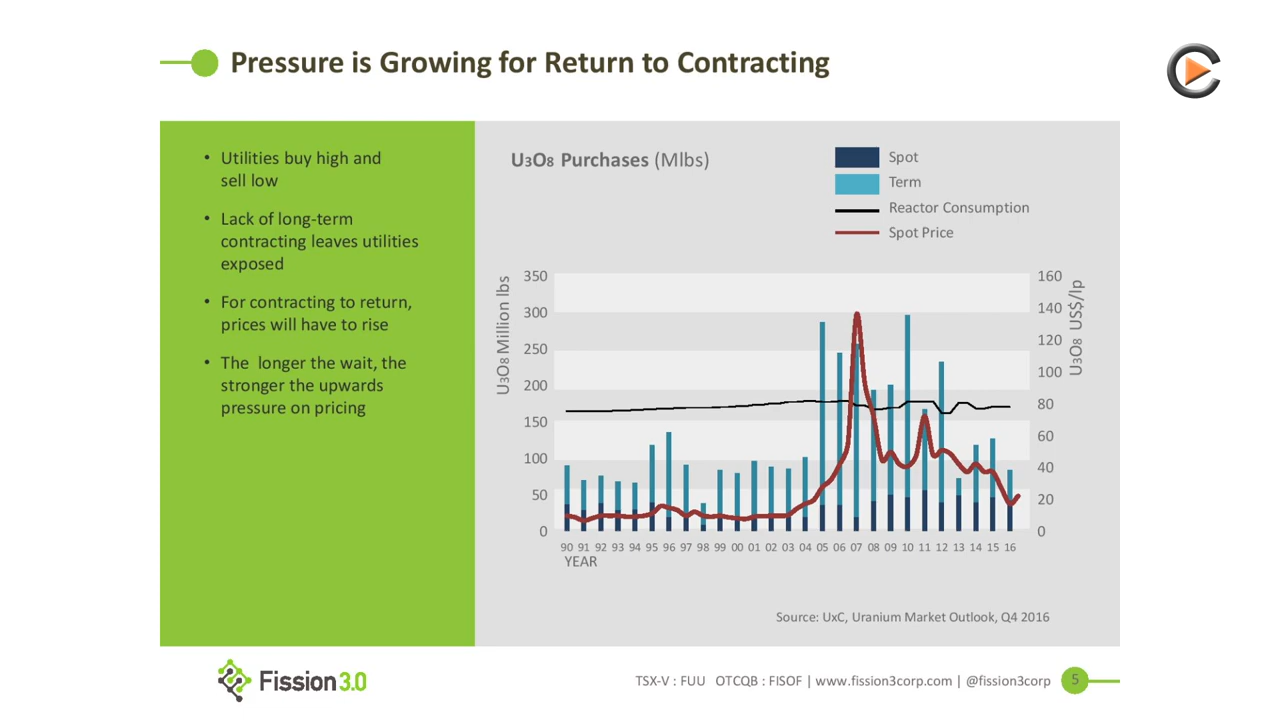 Pressure is Growing for Return to Contracting
• Utilities buy high and
sell low
• Lack of long-term
contracting leaves utilities
exposed
• For contracting to return,
prices will have to rise
• The longer the wait, the
stronger the upwards
pressure on pricing
U3O8 Purchases (Mlbs)
Spot
Term
Reactor Consumption
Spot Price
U3O8 Million lbs
350
300
250
200
150
100
50
0
160
140
120
100
80
60
40
20
0
U3O8 US$/lp
90 91 92 93 94 95 96 97 98 99 00 01 02 03 04 05 06 07 08 09 10 11 12 13 14 15 16
YEAR
Source: UxC, Uranium Market Outlook, Q4 2016
Fission3.0
TSX-V : FUU OTCQB : FISOF | www.fission3corp.com | @fission3corp
5